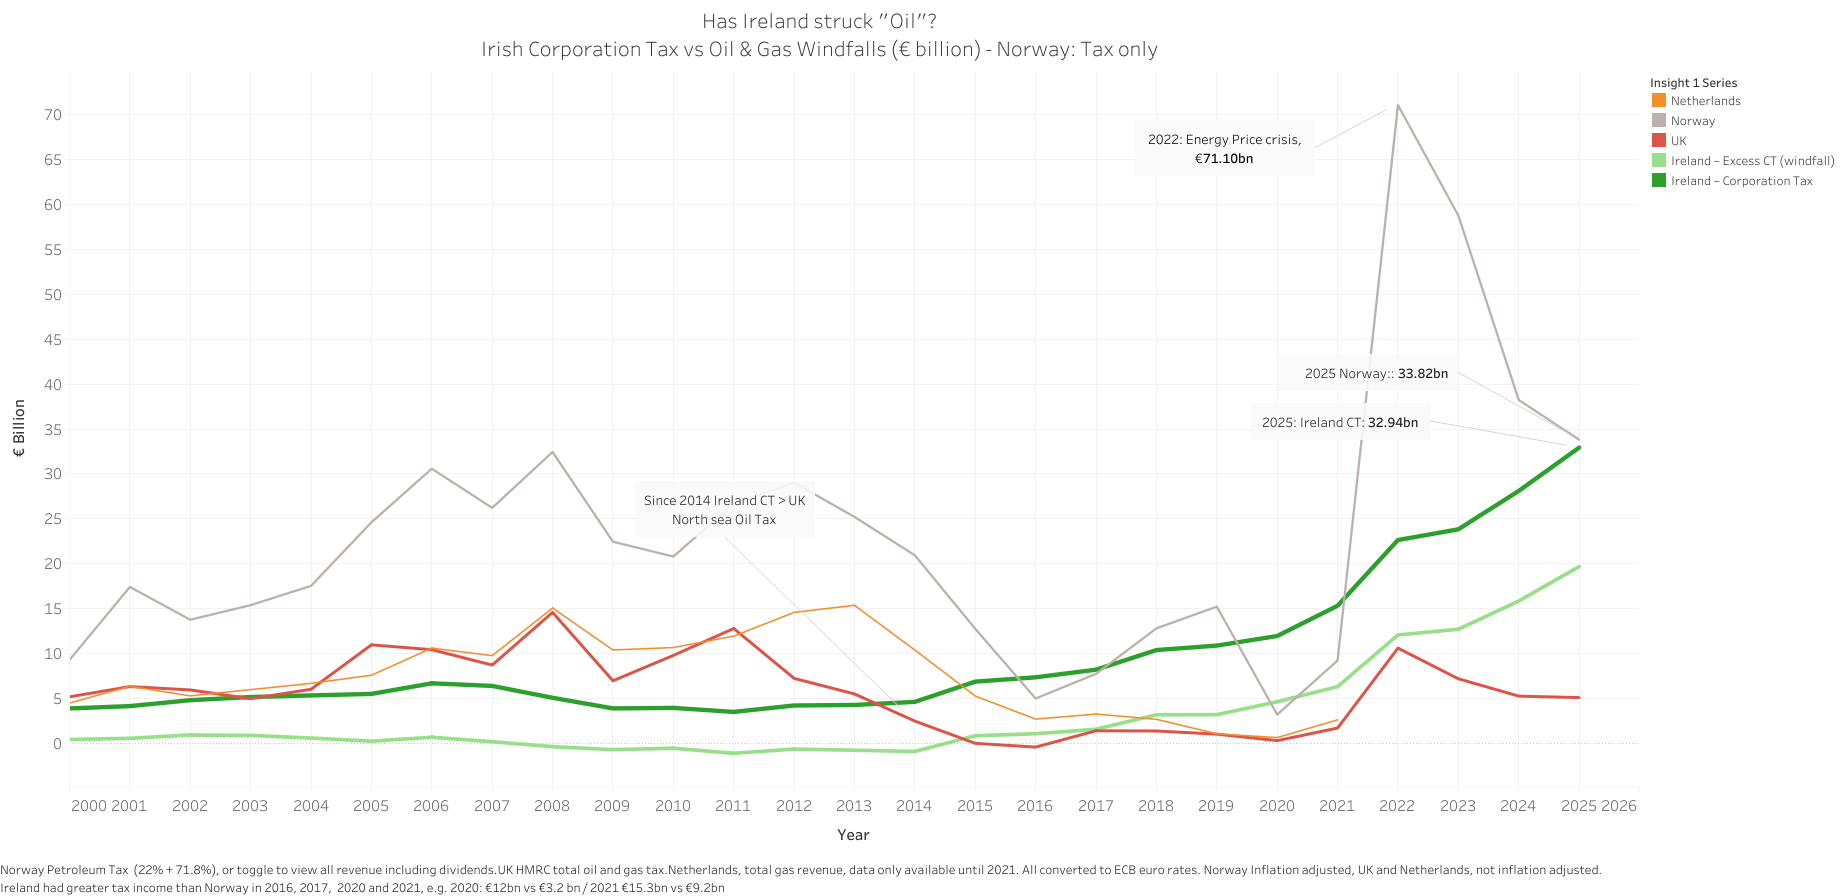 Has Ireland struck "Oil"?
Irish Corporation Tax vs Oil & Gas Windfalls (€ billion) - Norway: Tax only
Insight 1 Series
Netherlands
Norway
UK
Ireland – Excess CT (windfall)
Ireland – Corporation Tax
€ Billion
70
65
60
55
50
45
40
35
30
25
20
15
10
5
0
2022: Energy Price crisis,
€71.10bn
2025 Norway:: 33.82bn
2025: Ireland CT: 32.94bn
Since 2014 Ireland CT > UK
North sea Oil Tax
2000 2001 2002 2003 2004 2005 2006 2007 2008 2009 2010 2011 2012 2013 2014 2015 2016 2017 2018 2019 2020 2021 2022 2023 2024 2025 2026
Year
Norway Petroleum Tax (22% + 71.8%), or toggle to view all revenue including dividends.UK HMRC total oil and gas tax.Netherlands, total gas revenue, data only available until 2021. All converted to ECB euro rates. Norway Inflation adjusted, UK and Netherlands, not inflation adjusted.
Ireland had greater tax income than Norway in 2016, 2017, 2020 and 2021, e.g. 2020: €12bn vs €3.2 bn / 2021 €15.3bn vs €9.2bn